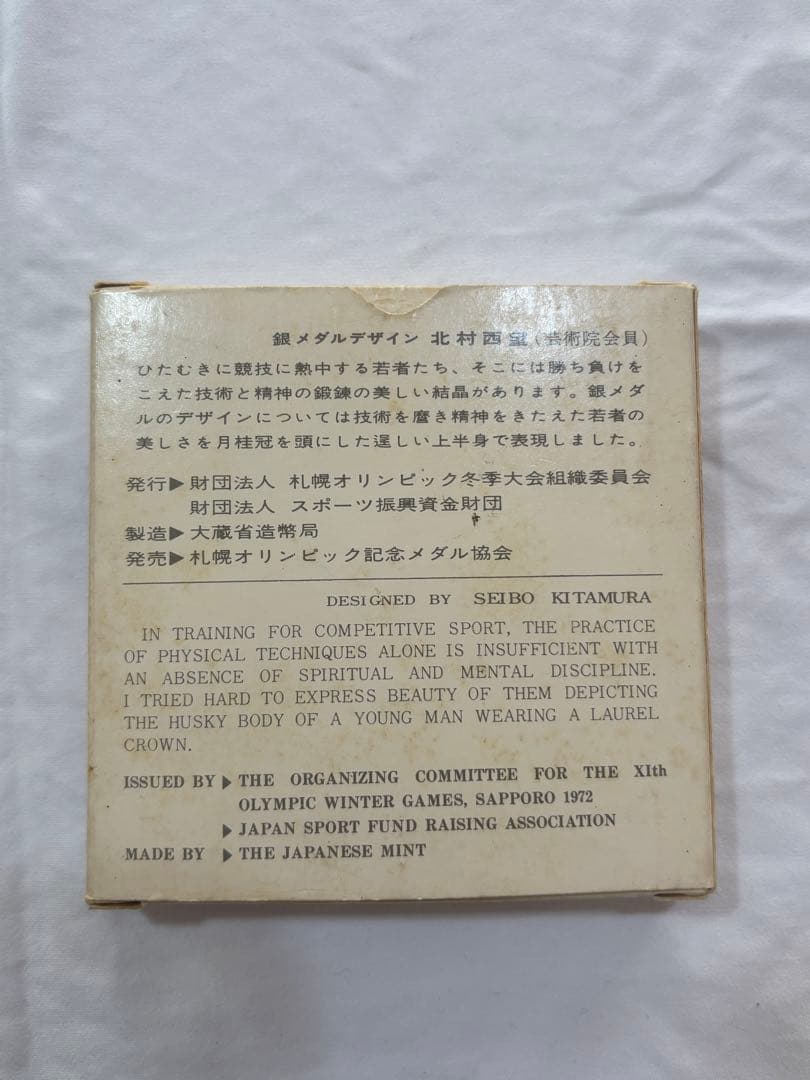 銀メダルデザイン 北村西望(芸術院会員)
ひたむきに競技に熱中する若者たち、そこには勝ち負けを
こえた技術と精神の鍛錬の美しい結晶があります。銀メダ
ルのデザインについては技術を磨き精神をきたえた若者の
美しさを月桂冠を頭にした逞しい上半身で表現しました。
発行▶財団法人 札幌オリンピック冬季大会組織委員会
財団法人 スポーツ振興資金財団
製造▶大蔵省造幣局
発売▶札幌オリンピック記念メダル協会
DESIGNED BY SEIBO KITAMURA
IN TRAINING FOR COMPETITIVE SPORT, THE PRACTICE
OF PHYSICAL TECHNIQUES ALONE IS INSUFFICIENT WITH
AN ABSENCE OF SPIRITUAL AND MENTAL DISCIPLINE.
I TRIED HARD TO EXPRESS BEAUTY OF THEM DEPICTING
THE HUSKY BODY OF A YOUNG MAN WEARING A LAUREL
CROWN.
ISSUED BY ▶ THE ORGANIZING COMMITTEE FOR THE XIth
OLYMPIC WINTER GAMES, SAPPORO 1972
▶ JAPAN SPORT FUND RAISING ASSOCIATION
MADE BY ▶ THE JAPANESE MINT